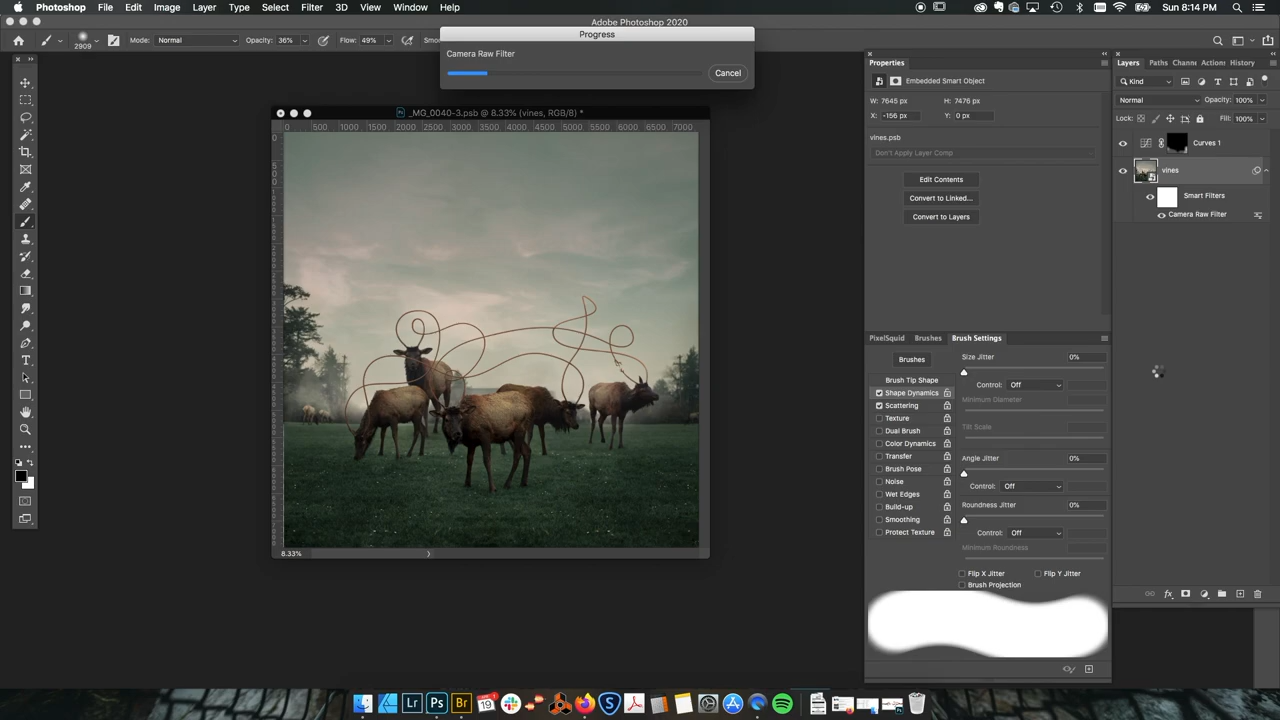 Photoshop File Edit Image Layer Type Select Filter 3D View Window Help
Sun 8:14 PM
Adobe Photoshop 2020
2909 Mode: Normal Opacity: 36% Flow: 49% Smo
Progress
Camera Raw Filter
Cancel
_MG_0040-3.psb @ 8.33% (vines, RGB/8) *
0 500 1000 1500 2000 2500 3000 3500 4000 4500 5000 5500 6000 6500 7000
8.33%
Properties
Embedded Smart Object
W: 7645 px H: 7476 px
X: -156 px Y: 0 px
vines.psb
Don't Apply Layer Comp
Edit Contents
Convert to Linked...
Convert to Layers
PixelSquid Brushes Brush Settings
Brushes
Brush Tip Shape
Shape Dynamics
Scattering
Texture
Dual Brush
Color Dynamics
Transfer
Brush Pose
Noise
Wet Edges
Build-up
Smoothing
Protect Texture
Size Jitter 0%
Control: Off
Minimum Diameter
Tilt Scale
Angle Jitter 0%
Control: Off
Roundness Jitter 0%
Control: Off
Minimum Roundness
Flip X Jitter Flip Y Jitter
Brush Projection
Layers Paths Channe Actions History
Kind
Normal Opacity: 100%
Lock: Fill: 100%
Curves 1
vines
Smart Filters
Camera Raw Filter
Lr Ps Br 19